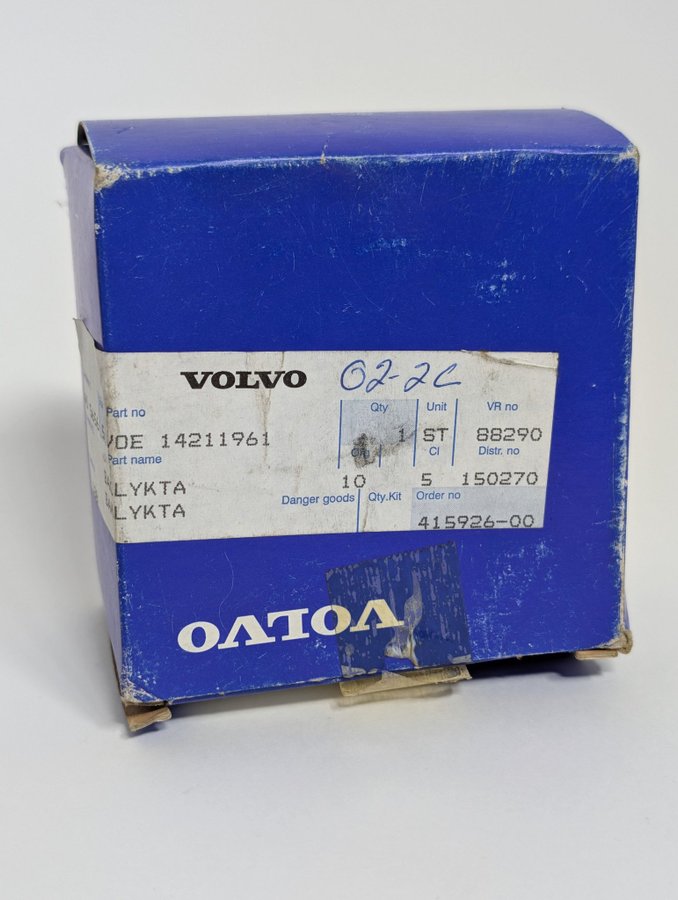 VOLVO 02-2C
Part no Qty Unit VR no
VOE 14211961 1 ST 88290
Part name Org Cl Distr. no
LYKTA 10 5 150270
Danger goods Qty.Kit Order no
LYKTA
415926-00
VOLVO